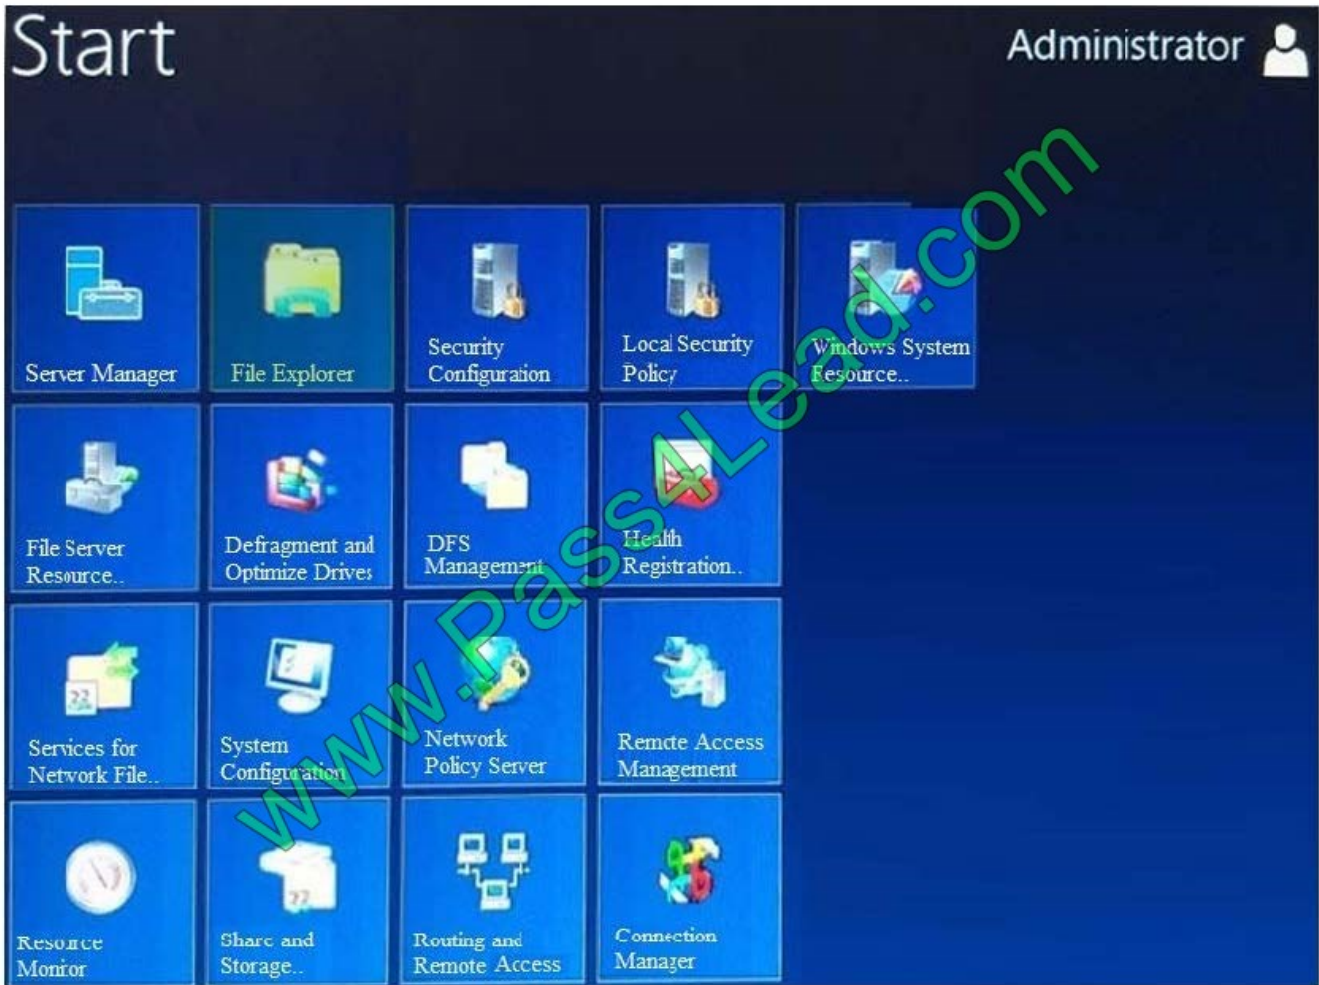 Start
Administrator
Server Manager
File Explorer
Security
Configuration
Local Security
Policy
Windows System
Resource..
File Server
Resource..
Defragment and
Optimize Drives
DFS
Management
Health
Registration..
Services for
Network File..
System
Configuration
Network
Policy Server
Remote Access
Management
Resource
Monitor
Share and
Storage..
Routing and
Remote Access
Connection
Manager
www.Pass4Lead.com
22
22